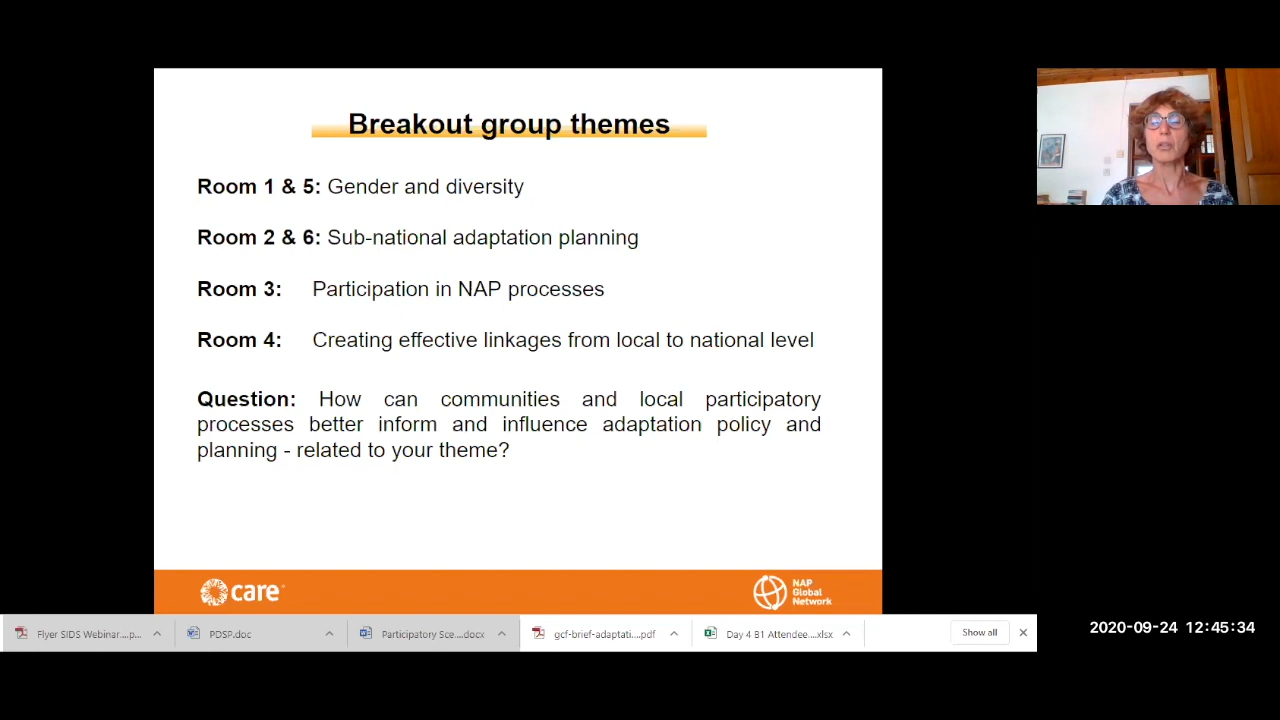 Breakout group themes
Room 1 & 5: Gender and diversity
Room 2 & 6: Sub-national adaptation planning
Room 3: Participation in NAP processes
Room 4: Creating effective linkages from local to national level
Question: How can communities and local participatory
processes better inform and influence adaptation policy and
planning - related to your theme?
care
NAP
Global
Network
Flyer SIDS Webinar....p...
PDSP.doc
Participatory Sce....docx
gcf-brief-adaptati....pdf
Day 4 B1 Attendee....xlsx
Show all
2020-09-24 12:45:34